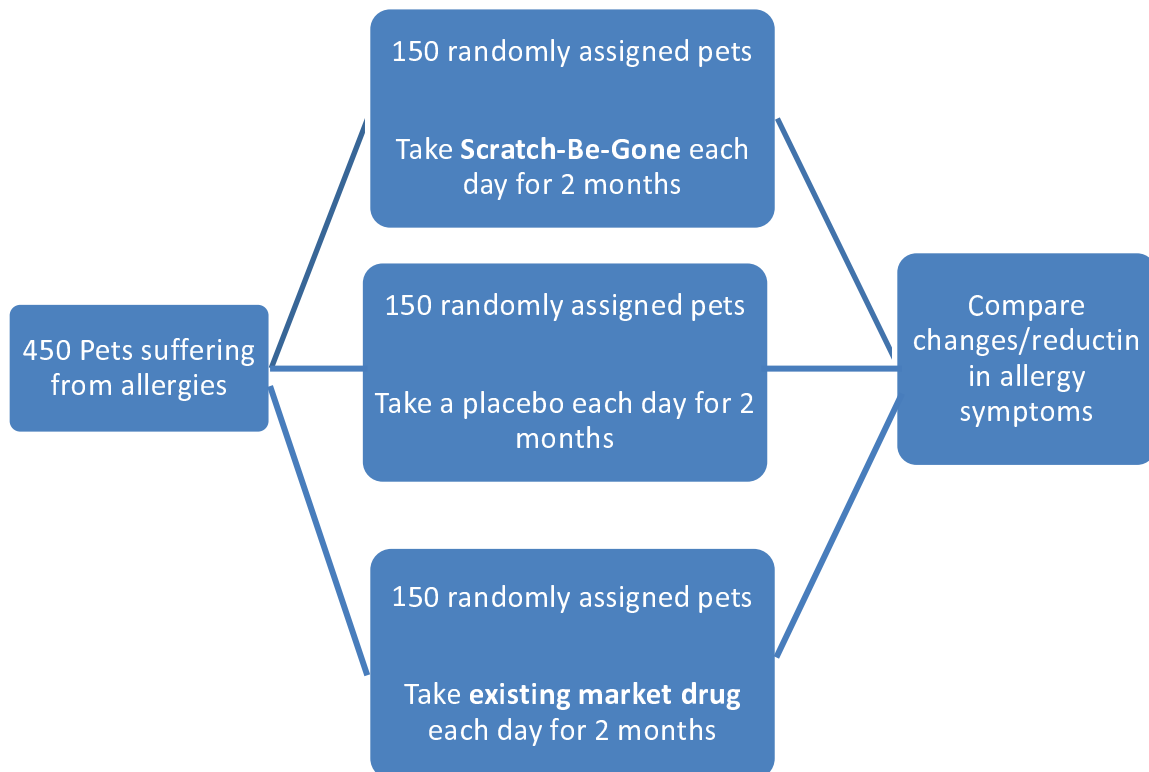 150 randomly assigned pets
Take Scratch-Be-Gone each
day for 2 months
450 Pets suffering
from allergies
150 randomly assigned pets
Take a placebo each day for 2
months
150 randomly assigned pets
Take existing market drug
each day for 2 months
Compare
changes/reductin
in allergy
symptoms